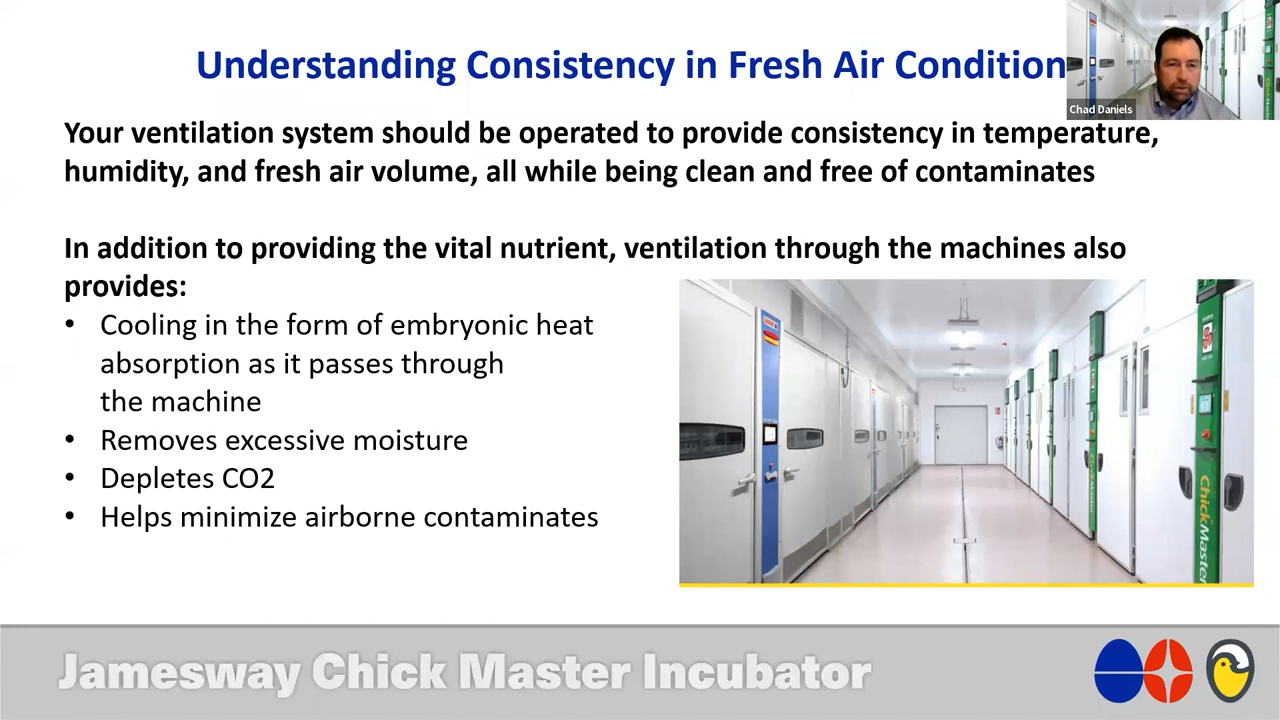 Understanding Consistency in Fresh Air Condition
Chad Daniels
Your ventilation system should be operated to provide consistency in temperature,
humidity, and fresh air volume, all while being clean and free of contaminates
In addition to providing the vital nutrient, ventilation through the machines also
provides:
• Cooling in the form of embryonic heat
absorption as it passes through
the machine
• Removes excessive moisture
• Depletes CO2
• Helps minimize airborne contaminates
ChickMaster
Jamesway Chick Master Incubator